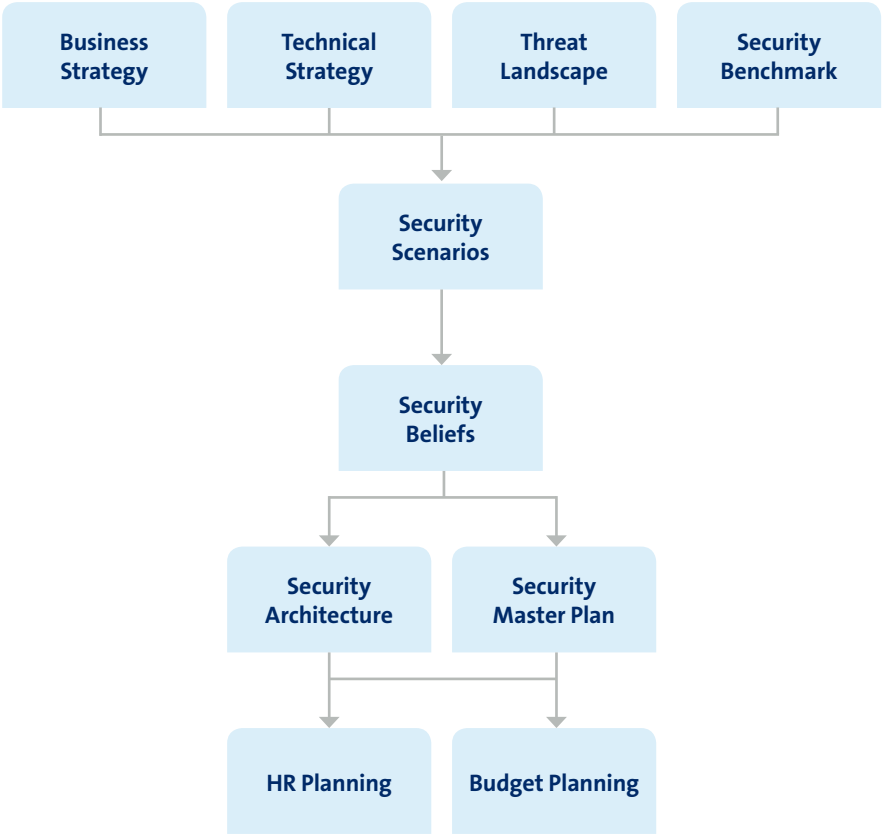 Business
Strategy
Technical
Strategy
Threat
Landscape
Security
Benchmark
Security
Scenarios
Security
Beliefs
Security
Architecture
Security
Master Plan
HR Planning
Budget Planning